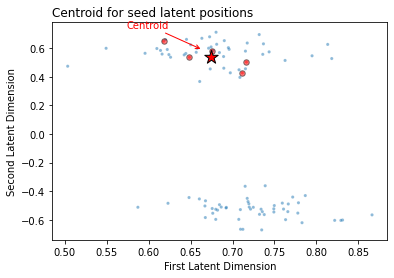 Centroid for seed latent positions
Centroid
0.6
0.4
0.2
0.0
−0.2
−0.4
−0.6
Second Latent Dimension
0.50 0.55 0.60 0.65 0.70 0.75 0.80 0.85
First Latent Dimension